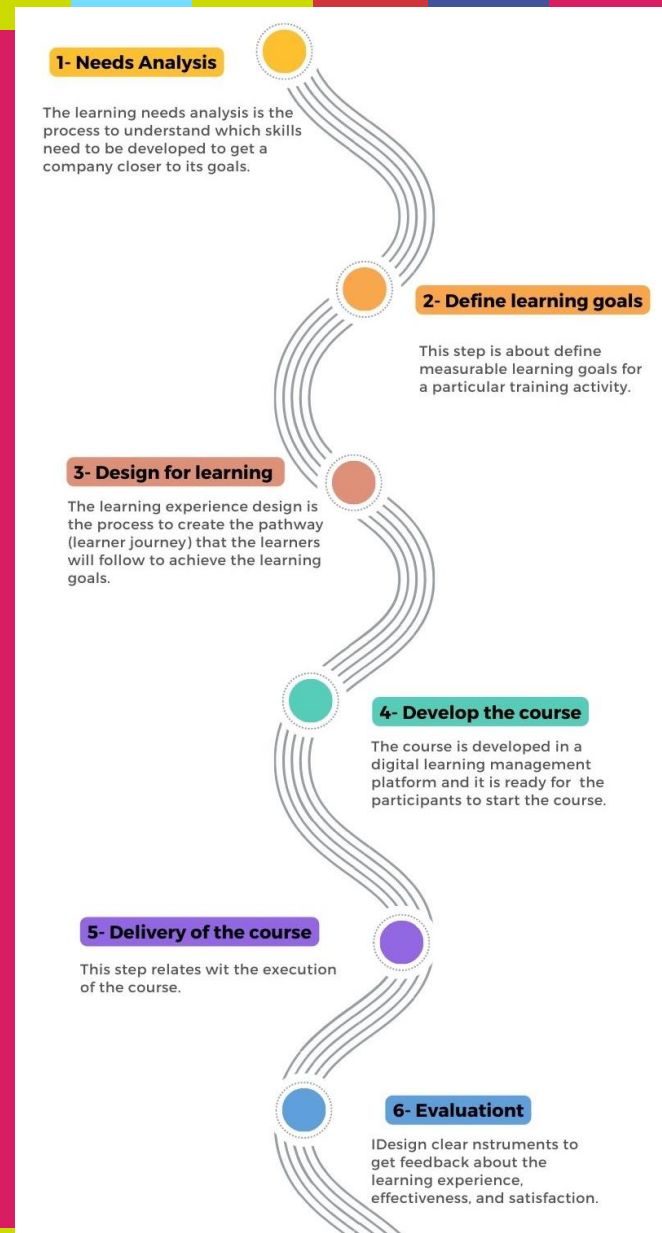 1- Needs Analysis
The learning needs analysis is the
process to understand which skills
need to be developed to get a
company closer to its goals.
2- Define learning goals
This step is about define
measurable learning goals for
a particular training activity.
3- Design for learning
The learning experience design is
the process to create the pathway
(learner journey) that the learners
will follow to achieve the learning
goals.
4- Develop the course
The course is developed in a
digital learning management
platform and it is ready for the
participants to start the course.
5- Delivery of the course
This step relates wit the execution
of the course.
6- Evaluationt
IDesign clear nstruments to
get feedback about the
learning experience,
effectiveness, and satisfaction.